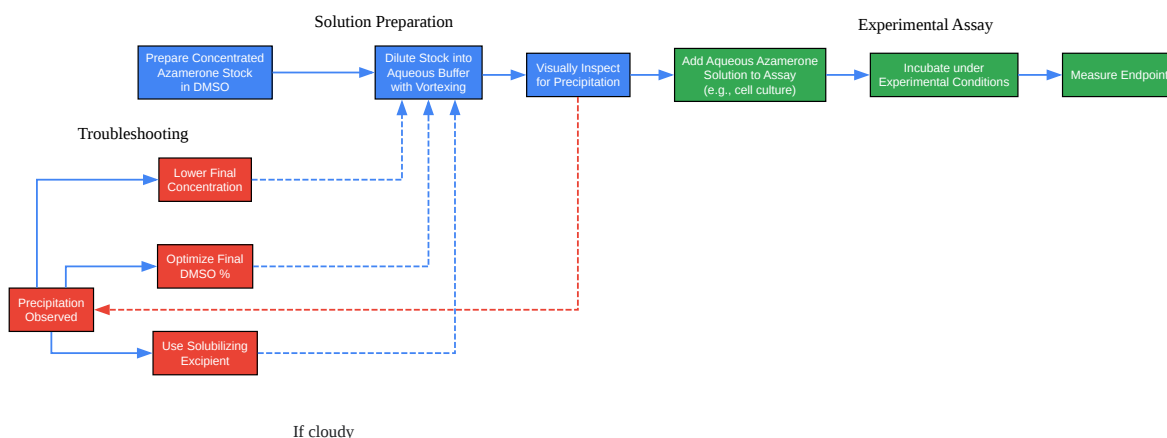 Solution Preparation
Experimental Assay
Prepare Concentrated
Azamerone Stock
in DMSO
Dilute Stock into
Aqueous Buffer
with Vortexing
Visually Inspect
for Precipitation
Add Aqueous Azamerone
Solution to Assay
(e.g., cell culture)
Incubate under
Experimental Conditions
Measure Endpoint
Troubleshooting
Lower Final
Concentration
Optimize Final
DMSO %
Precipitation
Observed
Use Solubilizing
Excipient
If cloudy